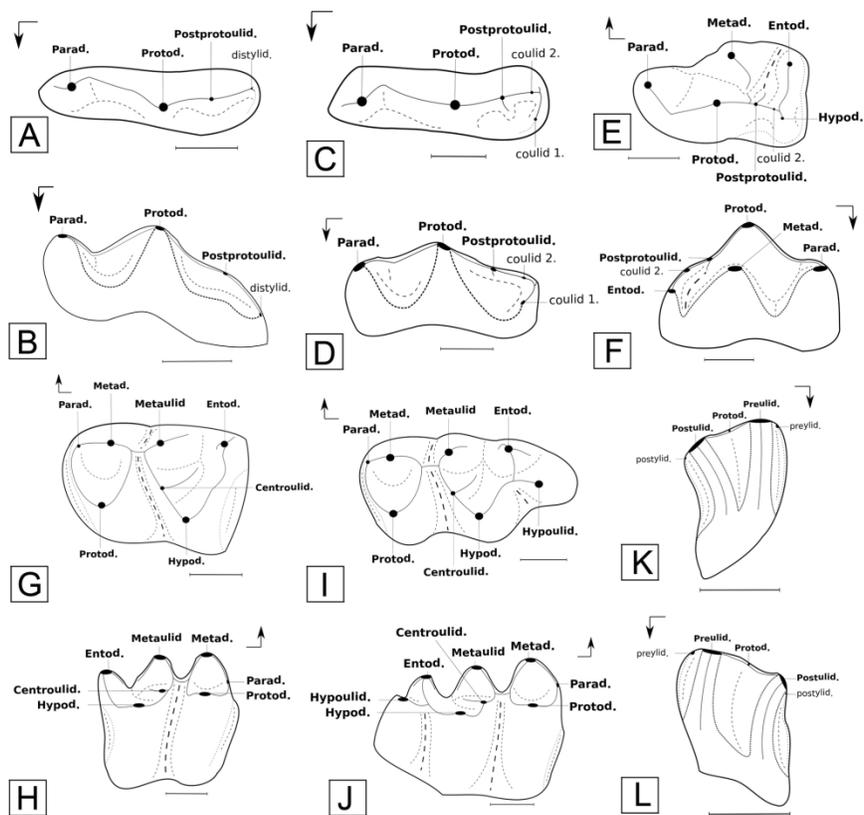 Parad.
Protod.
Postprotoulid.
distylid.
A
Parad.
Protod.
Postprotoulid.
coulid 2.
coulid 1.
C
Parad.
Metad.
Entod.
Hypod.
coulid 2.
Protod.
Postprotoulid.
E
Parad.
Protod.
Postprotoulid.
distylid.
B
Parad.
Protod.
Postprotoulid.
coulid 2.
coulid 1.
D
Protod.
Metad.
Postprotoulid.
Parad.
coulid 2.
Entod.
F
Metad.
Parad.
Metaulid
Entod.
Centroulid.
Protod.
Hypod.
G
Metad.
Metaulid
Entod.
Parad.
Hypoulid.
Protod.
Hypod.
Centroulid.
I
Preulid.
Protod.
Postulid.
preylid.
postylid.
K
Metaulid
Metad.
Entod.
Parad.
Centroulid.
Protod.
Hypod.
H
Centroulid.
Metaulid
Metad.
Entod.
Parad.
Hypoulid.
Protod.
Hypod.
J
Preulid.
preylid.
Protod.
Postulid.
postylid.
L